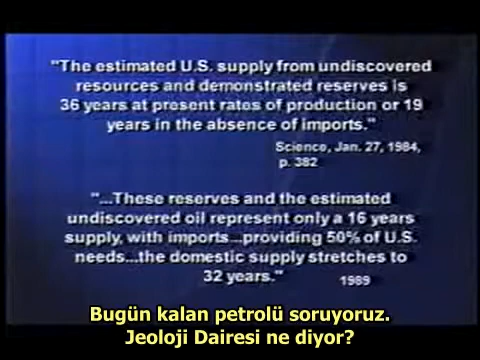 "The estimated U.S. supply from undiscovered
resources and demonstrated reserves is
36 years at present rates of production or 19
years in the absence of imports."
Science, Jan. 27, 1984,
p. 382
"...These reserves and the estimated
undiscovered oil represent only a 16 years
supply, with imports...providing 50% of U.S.
needs...the domestic supply stretches to
32 years."
1989
Bugün kalan petrolü soruyoruz.
Jeoloji Dairesi ne diyor?